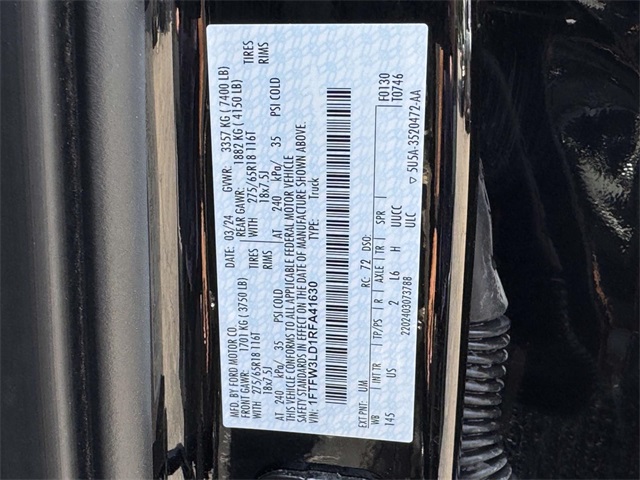 MFD. BY FORD MOTOR CO.
DATE: 03/24 GVWR: 3357 KG ( 7400 LB)
FRONT GAWR: 1701 KG ( 3750 LB) REAR GAWR: 1882 KG ( 4150 LB)
WITH 275/65R18 116T TIRES WITH 275/65R18 116T TIRES
18x7.5J RIMS 18x7.5J RIMS
AT 240 kPa/ 35 PSI COLD AT 240 kPa/ 35 PSI COLD
THIS VEHICLE CONFORMS TO ALL APPLICABLE FEDERAL MOTOR VEHICLE
SAFETY STANDARDS IN EFFECT ON THE DATE OF MANUFACTURE SHOWN ABOVE.
VIN: 1FTFW3LD1RFA41630 TYPE: Truck
F0130
T0746
EXT PNT: UM RC: 72 DSO:
WB INT TR TP/PS R AXLE TR SPR
145 US 2 L6 H UUCC
2202403073788 ULC
5U5A-3520472-AA